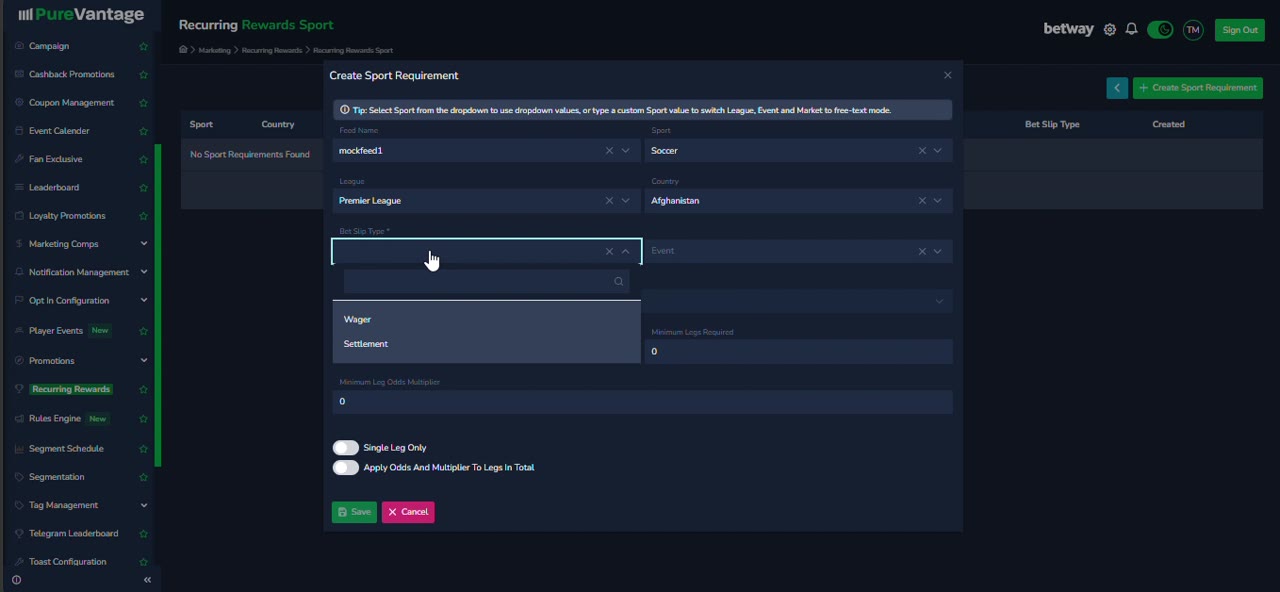 PureVantage
Campaign
Cashback Promotions
Coupon Management
Event Calender
Fan Exclusive
Leaderboard
Loyalty Promotions
Marketing Comps
Notification Management
Opt In Configuration
Player Events New
Promotions
Recurring Rewards
Rules Engine New
Segment Schedule
Segmentation
Tag Management
Telegram Leaderboard
Toast Configuration
Recurring Rewards Sport
Marketing > Recurring Rewards > Recurring Rewards Sport
betway
TM
Sign Out
+ Create Sport Requirement
Sport Country Bet Slip Type Created
No Sport Requirements Found
Create Sport Requirement
Tip: Select Sport from the dropdown to use dropdown values, or type a custom Sport value to switch League, Event and Market to free-text mode.
Feed Name Sport
mockfeed1 Soccer
League Country
Premier League Afghanistan
Bet Slip Type *
Event
Wager
Settlement
Minimum Legs Required
0
Minimum Leg Odds Multiplier
0
Single Leg Only
Apply Odds And Multiplier To Legs In Total
Save Cancel